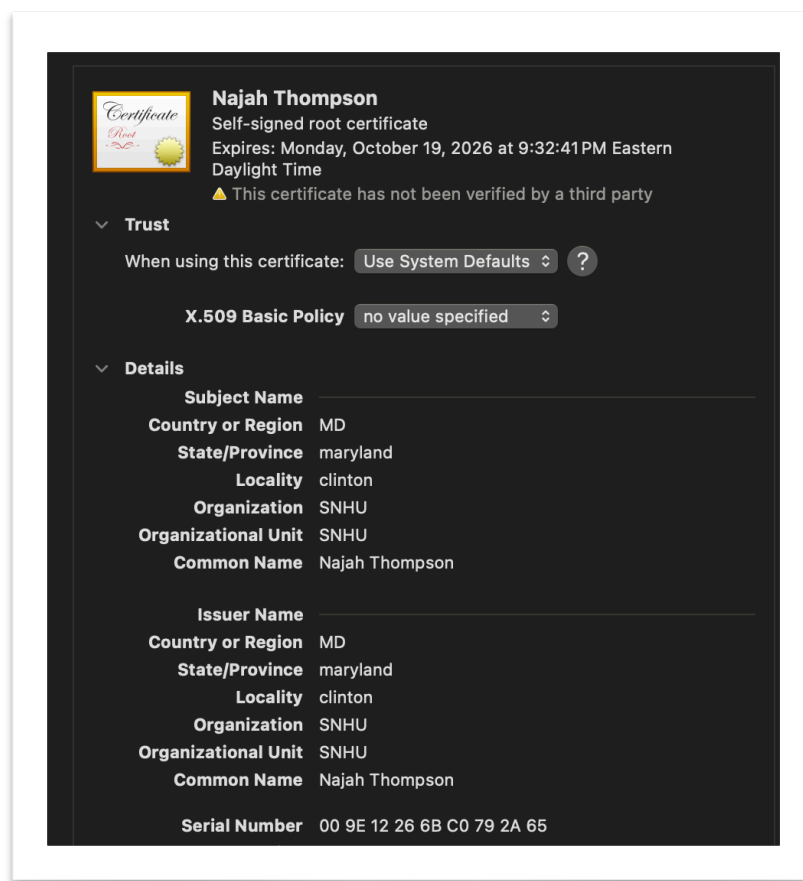 Certificate
Root
Najah Thompson
Self-signed root certificate
Expires: Monday, October 19, 2026 at 9:32:41 PM Eastern
Daylight Time
This certificate has not been verified by a third party
Trust
When using this certificate: Use System Defaults ?
X.509 Basic Policy no value specified
Details
Subject Name
Country or Region MD
State/Province maryland
Locality clinton
Organization SNHU
Organizational Unit SNHU
Common Name Najah Thompson
Issuer Name
Country or Region MD
State/Province maryland
Locality clinton
Organization SNHU
Organizational Unit SNHU
Common Name Najah Thompson
Serial Number 00 9E 12 26 6B C0 79 2A 65